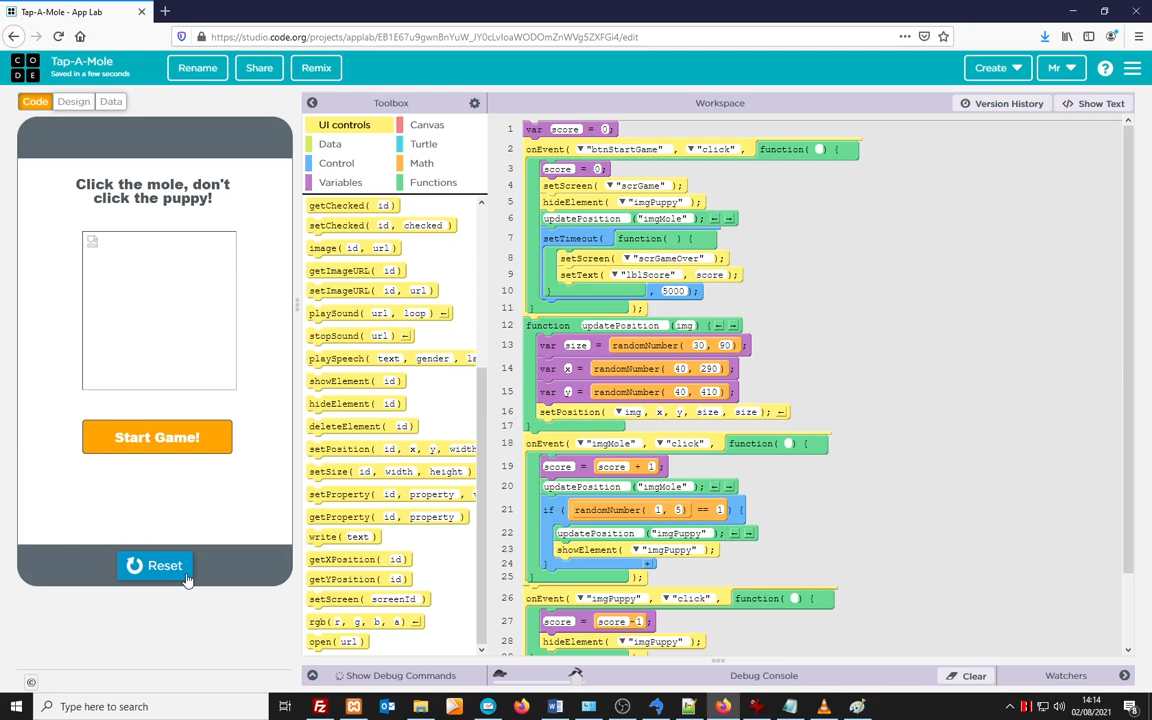 Tap-A-Mole - App Lab
https://studio.code.org/projects/applab/EB1E67u9gwnBnYuW_JY0cLvIoaWODOmZnWVg5ZXFGi4/edit
C O
D E
Tap-A-Mole
Saved in a few seconds
Rename
Share
Remix
Create
Mr
?
Code
Design
Data
Toolbox
Workspace
Version History
Show Text
Click the mole, don't
click the puppy!
Start Game!
Reset
UI controls
Canvas
Data
Turtle
Control
Math
Variables
Functions
getChecked( id)
setChecked( id, checked )
image( id, url)
getImageURL( id)
setImageURL( id, url)
playSound( url, loop)
stopSound( url)
playSpeech( text, gender, la
showElement( id)
hideElement( id)
deleteElement( id)
setPosition( id, x, y, width
setSize( id, width, height)
setProperty( id, property, v
getProperty( id, property)
write( text)
getXPosition( id)
getYPosition( id)
setScreen( screenId)
rgb( r, g, b, a)
open( url)
1 var score = 0;
2 onEvent( "btnStartGame", "click", function( ) {
3 score = 0;
4 setScreen( "scrGame" );
5 hideElement( "imgPuppy");
6 updatePosition ("imgMole");
7 setTimeout( function( ) {
8 setScreen( "scrGameOver" );
9 setText( "lblScore", score);
10 } , 5000);
11 } );
12 function updatePosition (img) {
13 var size = randomNumber( 30, 90);
14 var x = randomNumber( 40, 290);
15 var y = randomNumber( 40, 410);
16 setPosition( img, x, y, size, size);
17 }
18 onEvent( "imgMole", "click", function( ) {
19 score = score + 1;
20 updatePosition ("imgMole");
21 if ( randomNumber( 1, 5) == 1) {
22 updatePosition ("imgPuppy");
23 showElement( "imgPuppy");
24 }
25 } );
26 onEvent( "imgPuppy", "click", function( ) {
27 score = score -1;
28 hideElement( "imgPuppy");
©
Show Debug Commands
Debug Console
Clear
Watchers
Type here to search
14:14
02/08/2021